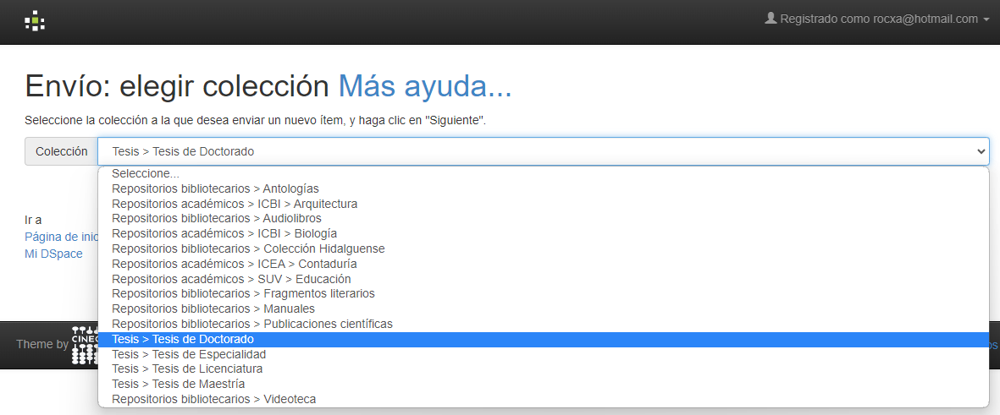 Registrado como rocxa@hotmail.com
Envío: elegir colección Más ayuda...
Seleccione la colección a la que desea enviar un nuevo ítem, y haga clic en "Siguiente".
Colección Tesis > Tesis de Doctorado
Seleccione...
Repositorios bibliotecarios > Antologías
Repositorios académicos > ICBI > Arquitectura
Repositorios bibliotecarios > Audiolibros
Repositorios académicos > ICBI > Biología
Repositorios bibliotecarios > Colección Hidalguense
Repositorios académicos > ICEA > Contaduría
Repositorios académicos > SUV > Educación
Repositorios bibliotecarios > Fragmentos literarios
Repositorios bibliotecarios > Manuales
Repositorios bibliotecarios > Publicaciones científicas
Tesis > Tesis de Doctorado
Tesis > Tesis de Especialidad
Tesis > Tesis de Licenciatura
Tesis > Tesis de Maestría
Repositorios bibliotecarios > Videoteca
Ir a
Página de inic
Mi DSpace
Theme by CINEC